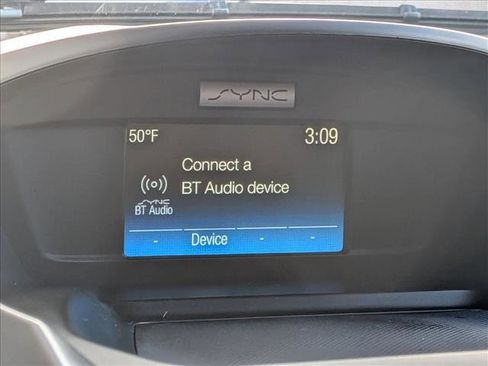 SYNC
50°F 3:09
Connect a
BT Audio device
SYNC
BT Audio
- Device - -